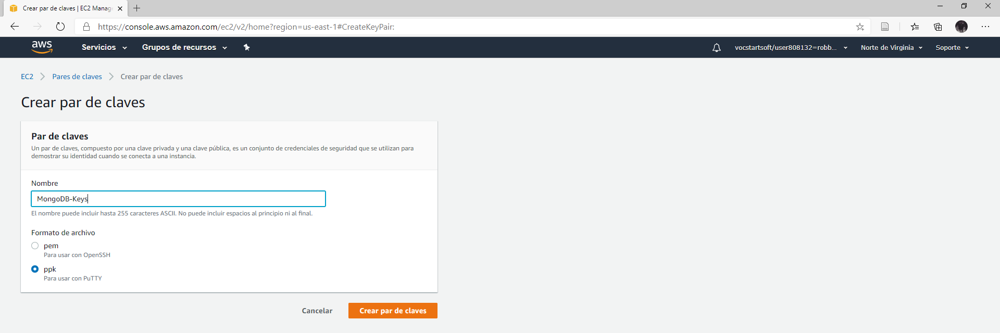 Crear par de claves | EC2 Manag
https://console.aws.amazon.com/ec2/v2/home?region=us-east-1#CreateKeyPair:
aws Servicios Grupos de recursos vocstartsoft/user808132=robb... Norte de Virginia Soporte
EC2 Pares de claves Crear par de claves
Crear par de claves
Par de claves
Un par de claves, compuesto por una clave privada y una clave pública, es un conjunto de credenciales de seguridad que se utilizan para
demostrar su identidad cuando se conecta a una instancia.
Nombre
MongoDB-Keys
El nombre puede incluir hasta 255 caracteres ASCII. No puede incluir espacios al principio ni al final.
Formato de archivo
pem
Para usar con OpenSSH
ppk
Para usar con PuTTY
Cancelar Crear par de claves